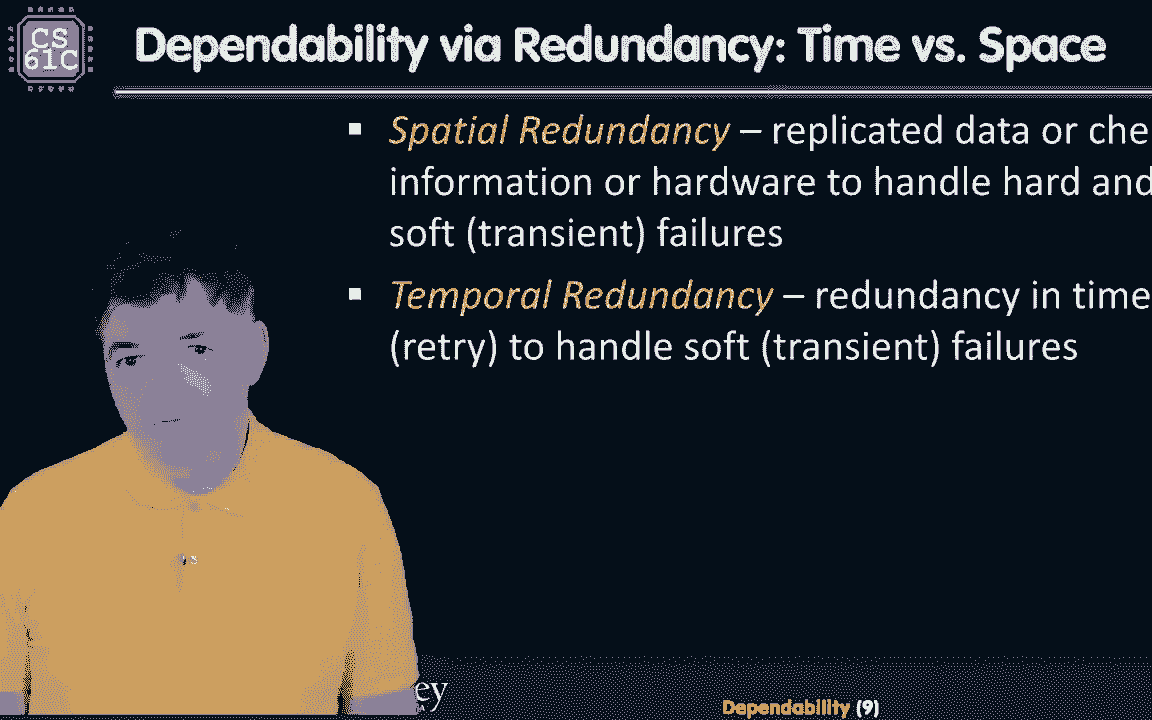 CS
61C
Dependability via Redundancy: Time vs. Space
Spatial Redundancy – replicated data or che
information or hardware to handle hard and
soft (transient) failures
Temporal Redundancy – redundancy in time
(retry) to handle soft (transient) failures
ey
Dependability (9)